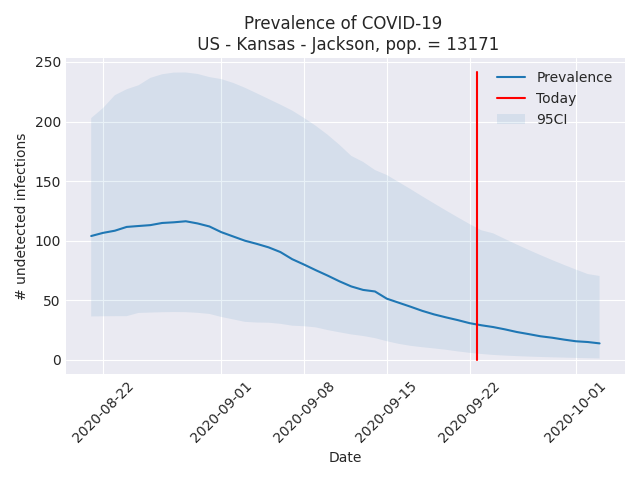 Prevalence of COVID-19
US - Kansas - Jackson, pop. = 13171
250
200
150
100
50
0
# undetected infections
Prevalence
Today
95CI
2020-08-22
2020-09-01
2020-09-08
2020-09-15
2020-09-22
2020-10-01
Date